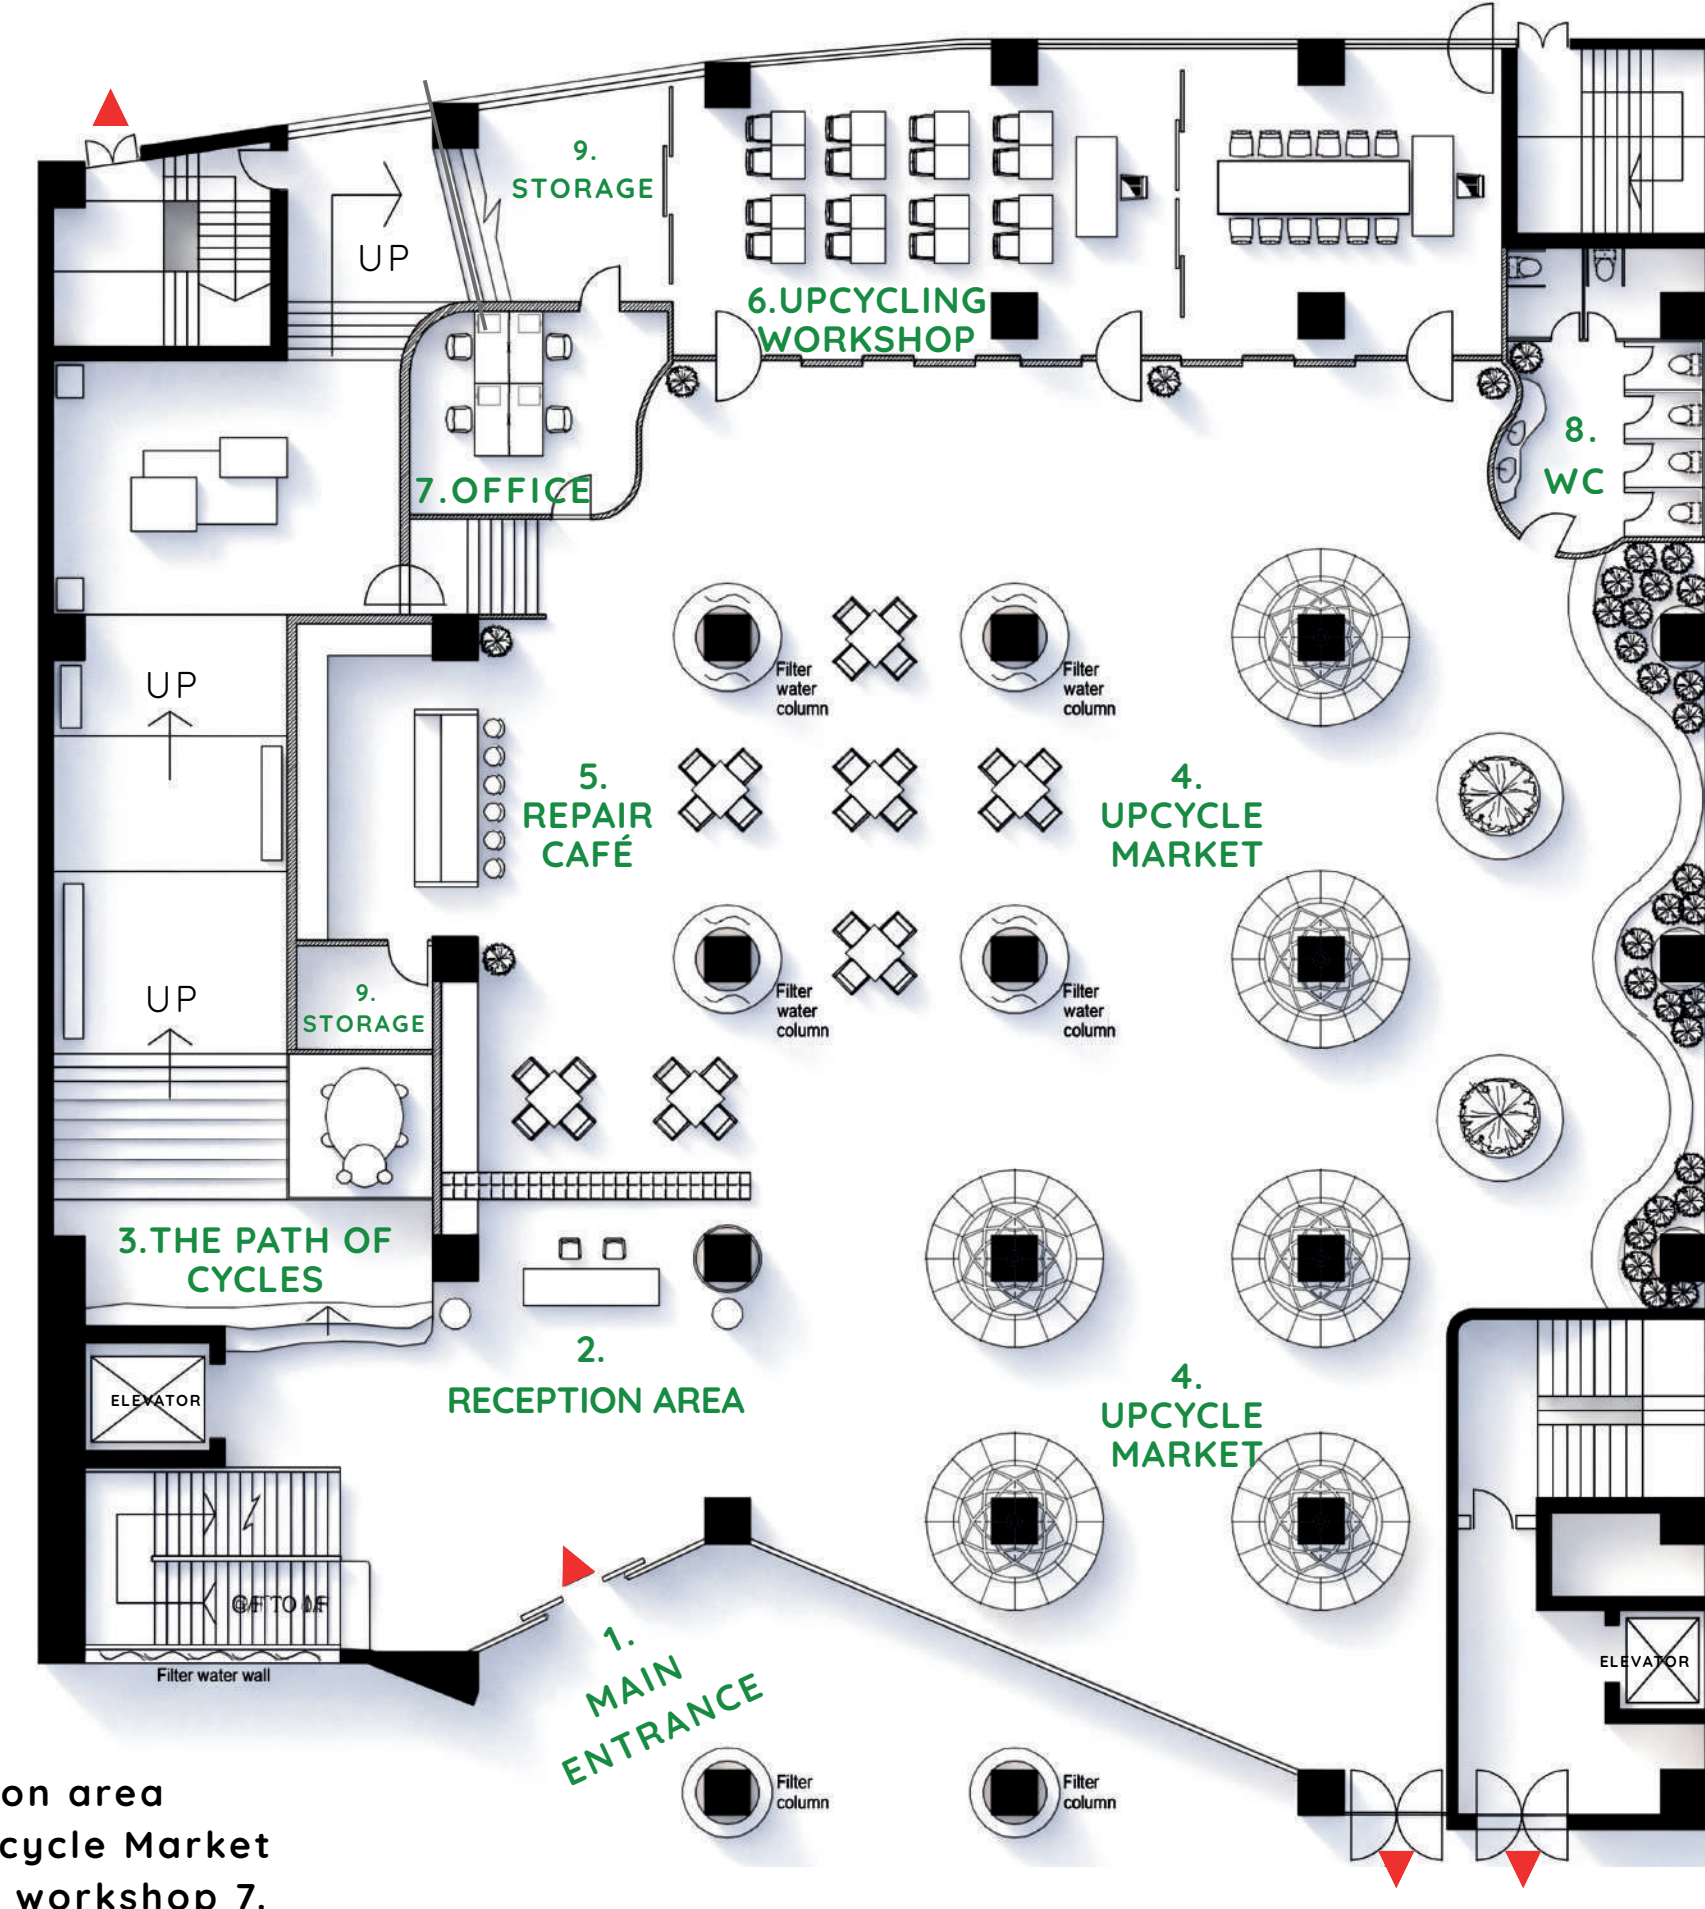 9.
STORAGE
UP
6.UPCYCLING
WORKSHOP
7.OFFICE
8.
WC
Filter
water
column
Filter
water
column
UP
5.
REPAIR
CAFÉ
4.
UPCYCLE
MARKET
9.
STORAGE
UP
Filter
water
column
Filter
water
column
3.THE PATH OF
CYCLES
2.
RECEPTION AREA
ELEVATOR
4.
UPCYCLE
MARKET
TO
Filter water wall
1.
MAIN
ENTRANCE
ELEVATOR
Filter
column
Filter
column
on area
cycle Market
workshop 7.